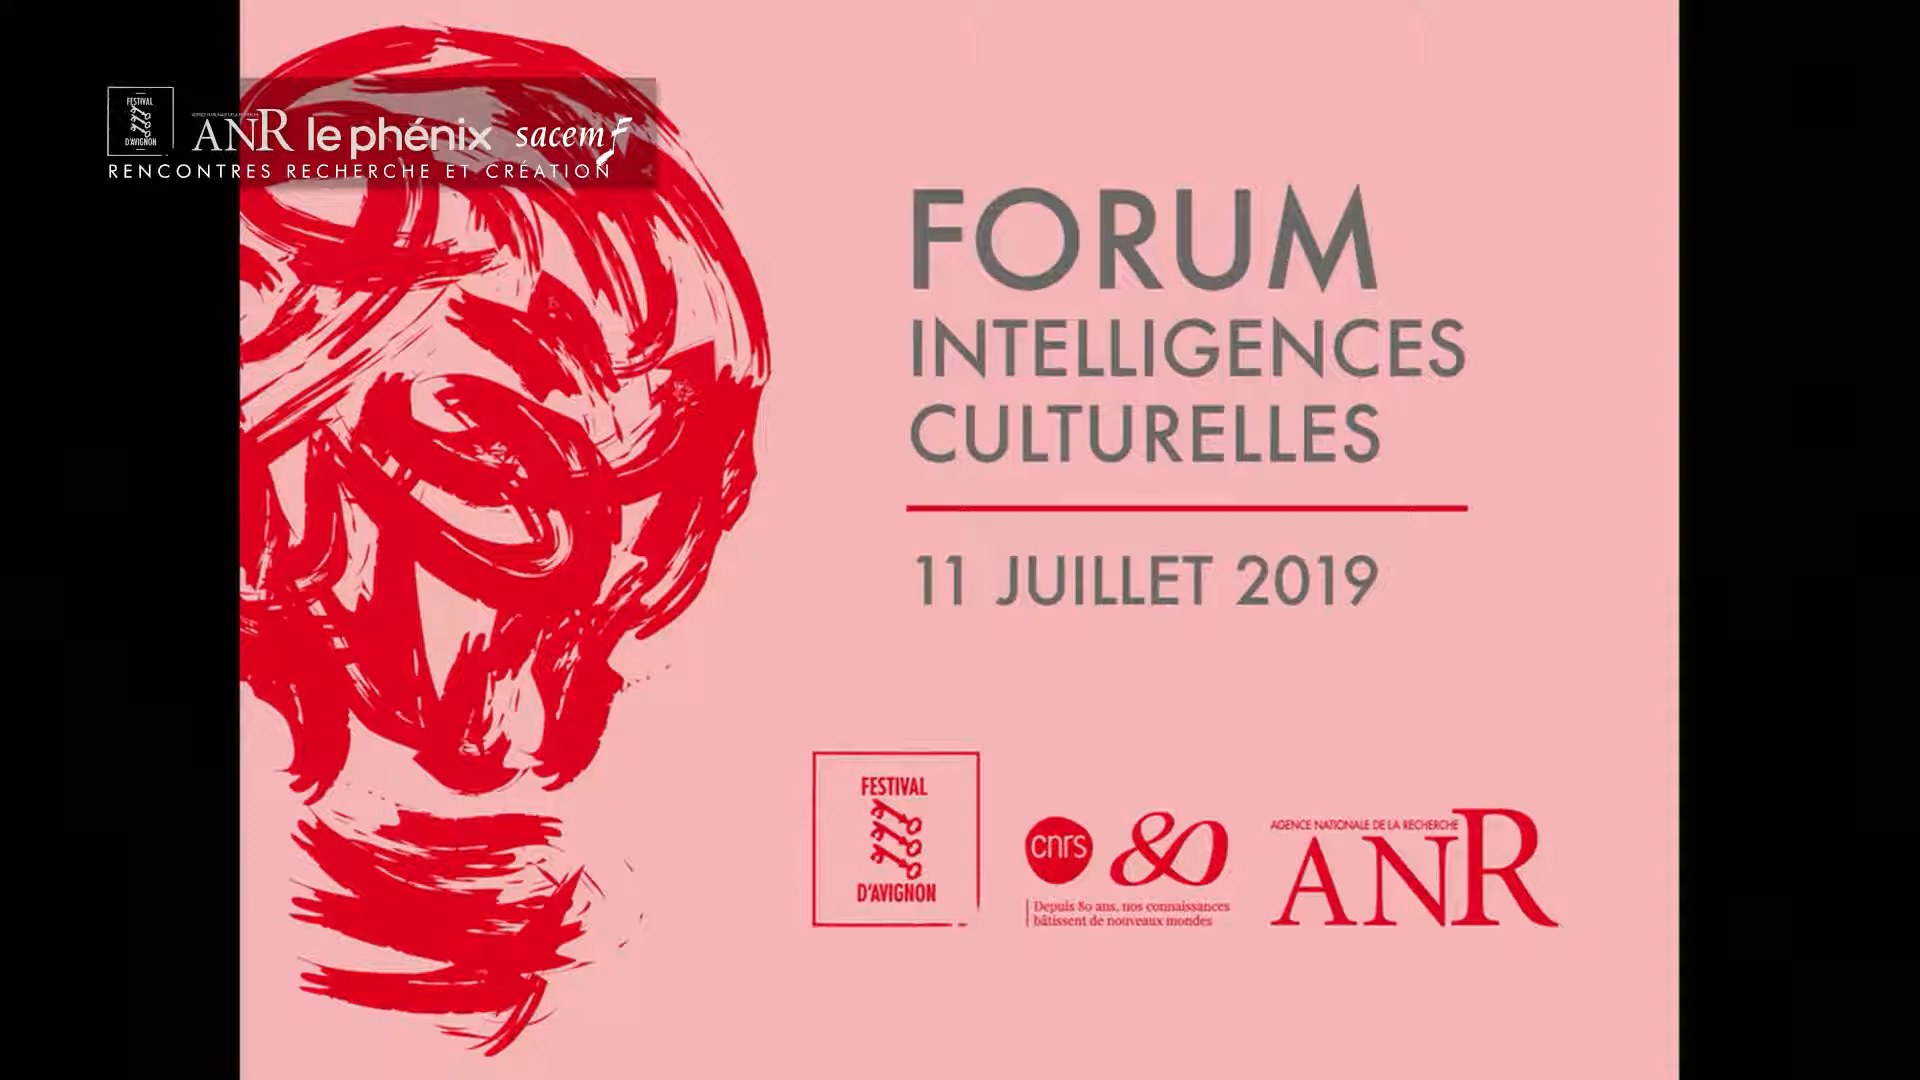 FESTIVAL
D'AVIGNON
ANR le phénix sacem
RENCONTRES RECHERCHE ET CRÉATION
FORUM
INTELLIGENCES
CULTURELLES
11 JUILLET 2019
FESTIVAL
D'AVIGNON
cnrs 80
Depuis 80 ans, nos connaissances
bâtissent de nouveaux mondes
AGENCE NATIONALE DE LA RECHERCHE
ANR